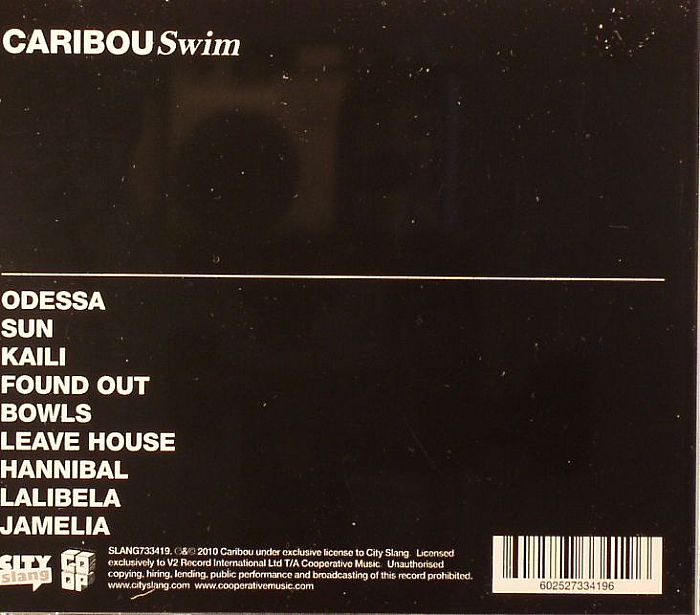 CARIBOU Swim
ODESSA
SUN
KAILI
FOUND OUT
BOWLS
LEAVE HOUSE
HANNIBAL
LALIBELA
JAMELIA
CITY
slang
CO
OP
SLANG733419. ℗&© 2010 Caribou under exclusive license to City Slang. Licensed
exclusively to V2 Record International Ltd T/A Cooperative Music. Unauthorised
copying, hiring, lending, public performance and broadcasting of this record prohibited.
www.cityslang.com www.cooperativemusic.com
602527334196